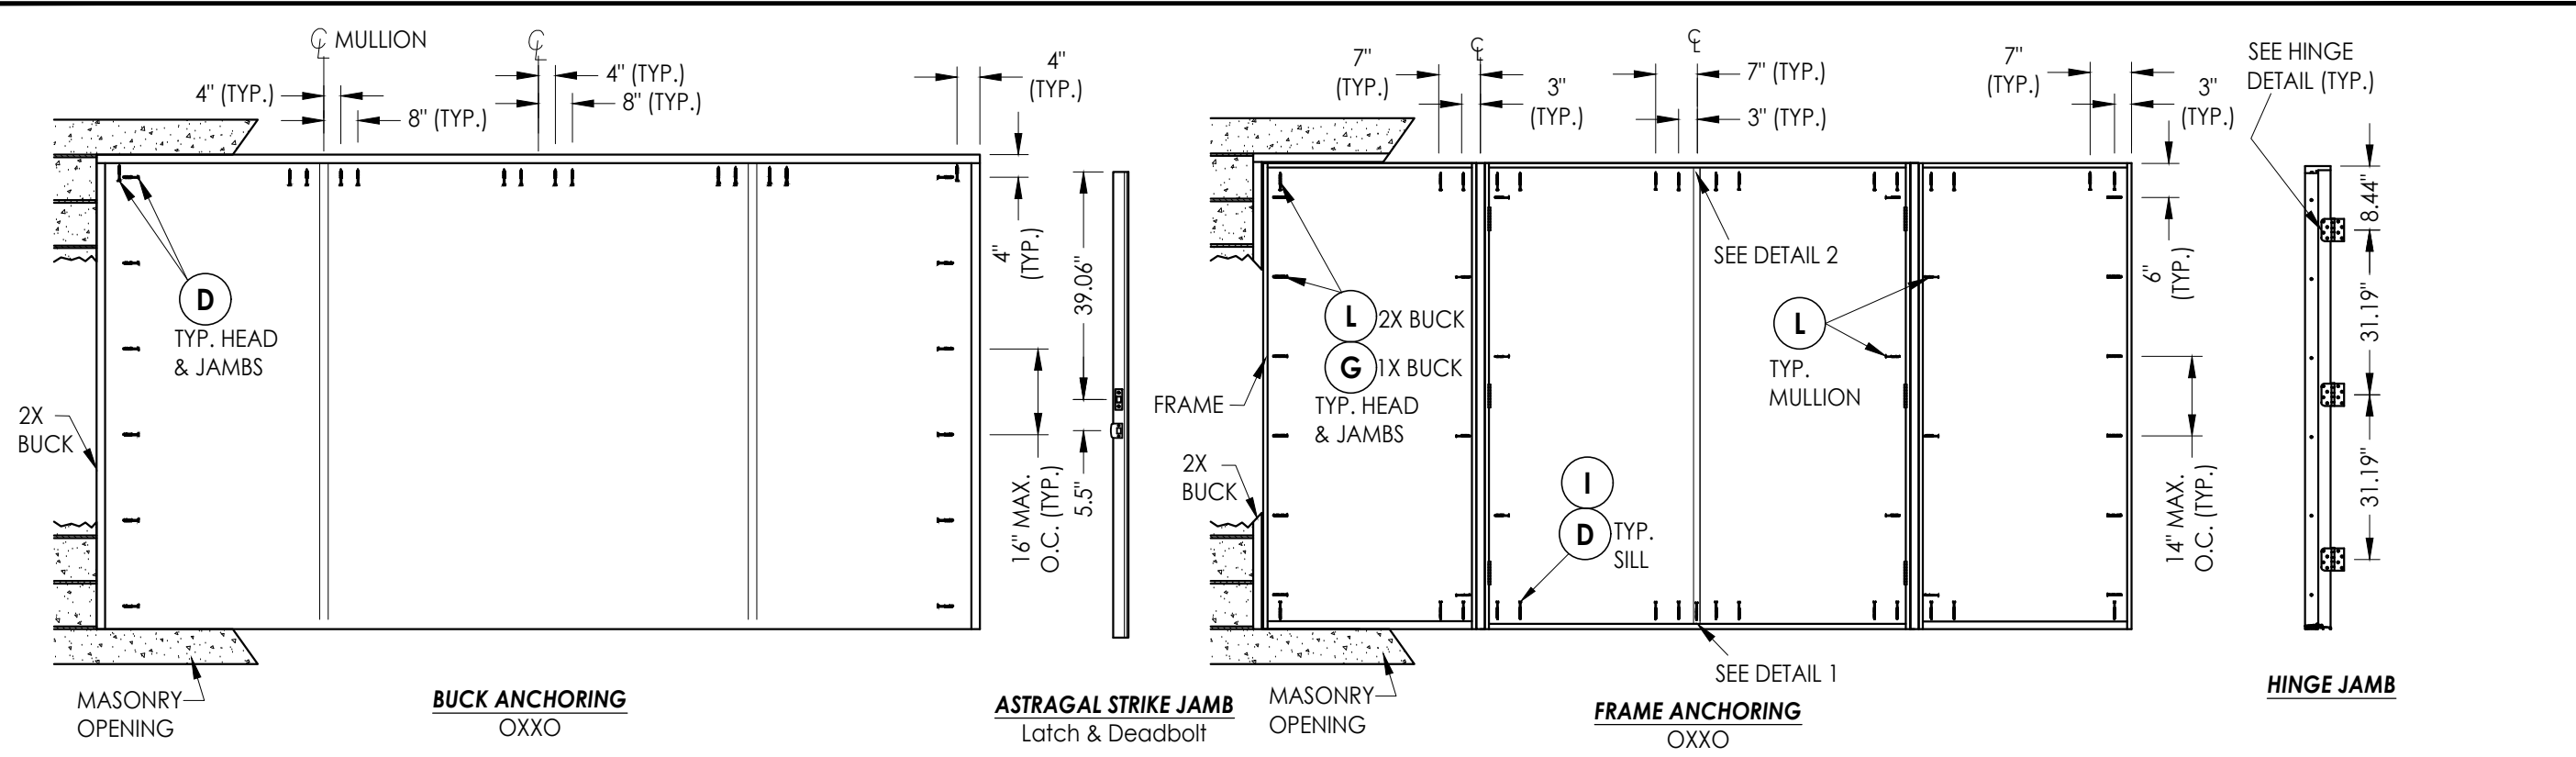 ℄ MULLION
℄
4" (TYP.)
8" (TYP.)
4" (TYP.)
8" (TYP.)
4"
(TYP.)
4"
(TYP.)
D
TYP. HEAD
& JAMBS
2X
BUCK
16" MAX.
O.C. (TYP.)
MASONRY
OPENING
BUCK ANCHORING
OXXO
39.06"
5.5"
ASTRAGAL STRIKE JAMB
Latch & Deadbolt
7"
(TYP.)
℄
3"
(TYP.)
℄
7" (TYP.)
3" (TYP.)
7"
(TYP.)
3"
(TYP.)
SEE DETAIL 2
L
2X BUCK
G
1X BUCK
TYP. HEAD
& JAMBS
FRAME
2X
BUCK
L
TYP.
MULLION
I
D
TYP.
SILL
6"
(TYP.)
14" MAX.
O.C. (TYP.)
SEE DETAIL 1
MASONRY
OPENING
FRAME ANCHORING
OXXO
SEE HINGE
DETAIL (TYP.)
8.44"
31.19"
31.19"
HINGE JAMB